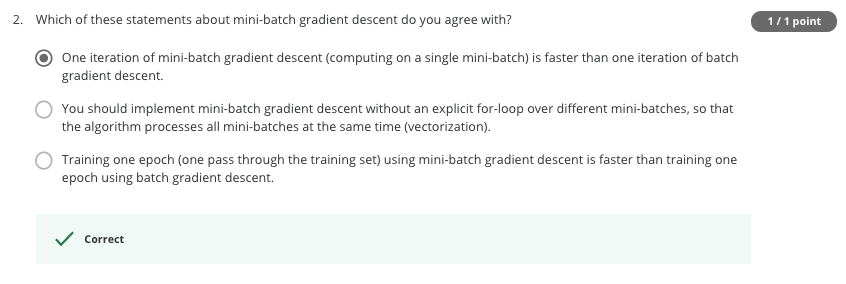 2. Which of these statements about mini-batch gradient descent do you agree with?
1 / 1 point
One iteration of mini-batch gradient descent (computing on a single mini-batch) is faster than one iteration of batch
gradient descent.
You should implement mini-batch gradient descent without an explicit for-loop over different mini-batches, so that
the algorithm processes all mini-batches at the same time (vectorization).
Training one epoch (one pass through the training set) using mini-batch gradient descent is faster than training one
epoch using batch gradient descent.
Correct